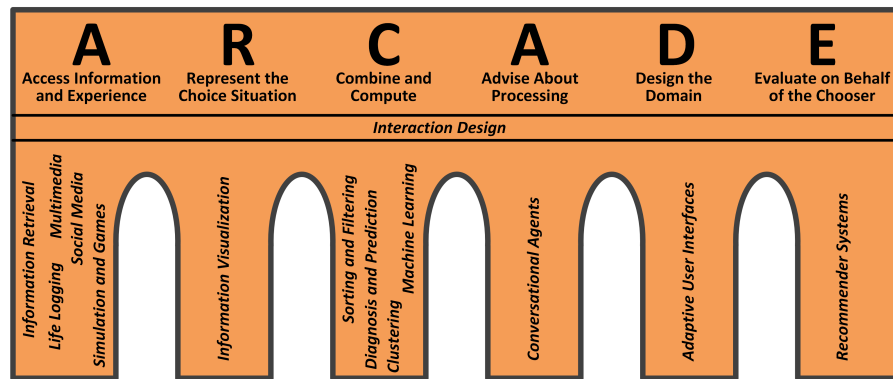 A R C A D E
Access Information
and Experience
Represent the
Choice Situation
Combine and
Compute
Advise About
Processing
Design the
Domain
Evaluate on Behalf
of the Chooser
Interaction Design
Information Retrieval
Life Logging
Multimedia
Social Media
Simulation and Games
Information Visualization
Sorting and Filtering
Diagnosis and Prediction
Clustering
Machine Learning
Conversational Agents
Adaptive User Interfaces
Recommender Systems